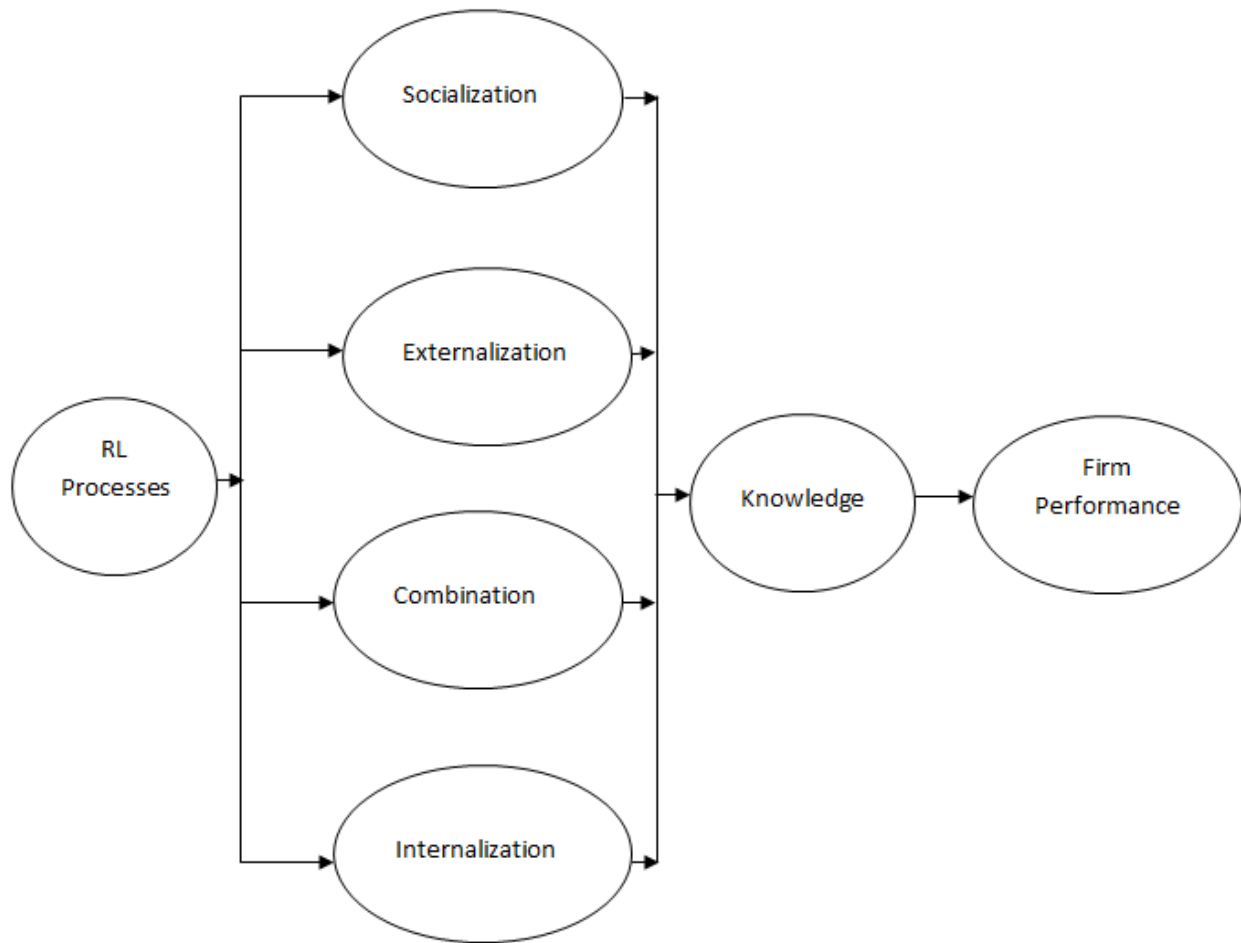 Socialization
Externalization
RL
Processes
Knowledge
Firm
Performance
Combination
Internalization